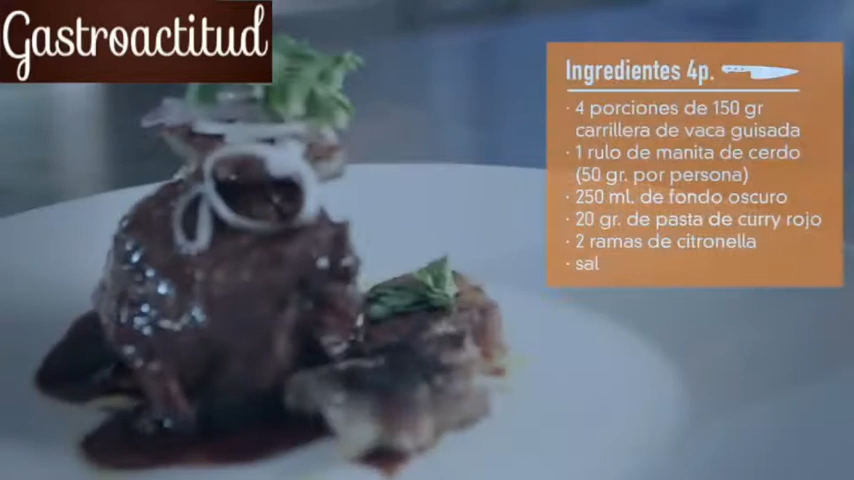 Gastroactitud
Ingredientes 4p.
· 4 porciones de 150 gr
carrillera de vaca guisada
· 1 rulo de manita de cerdo
(50 gr. por persona)
· 250 ml. de fondo oscuro
· 20 gr. de pasta de curry rojo
· 2 ramas de citronella
· sal